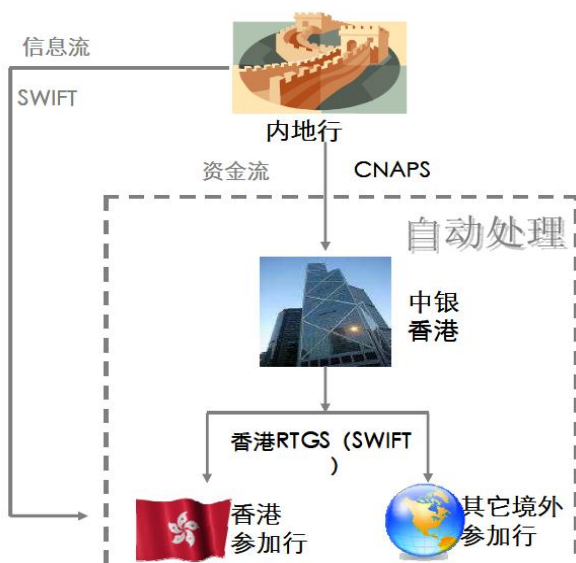 信息流
SWIFT
内地行
资金流
CNAPS
自动处理
中银
香港
香港RTGS（SWIFT
）
香港
参加行
其它境外
参加行